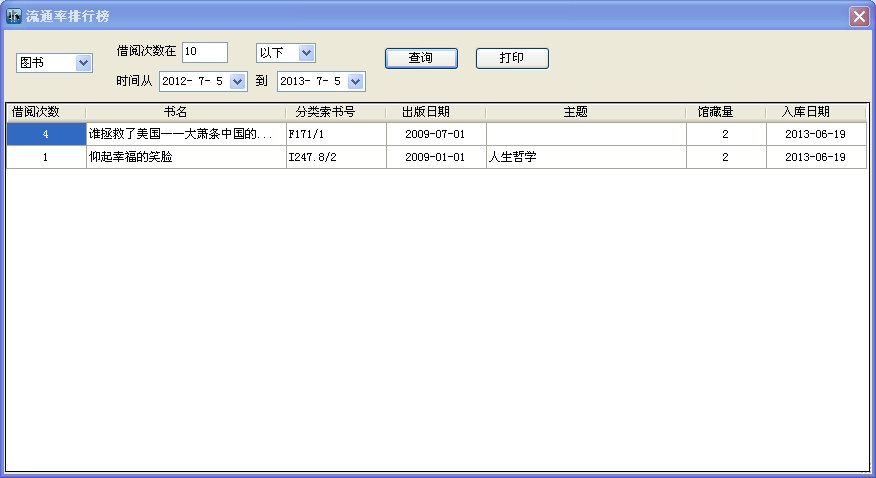 流通率排行榜
图书
借阅次数在 10 以下 查询 打印
时间从 2012- 7- 5 到 2013- 7- 5
借阅次数 书名 分类索书号 出版日期 主题 馆藏量 入库日期
4 谁拯救了美国一一大萧条中国的... F171/1 2009-07-01 2 2013-06-19
1 仰起幸福的笑脸 I247.8/2 2009-01-01 人生哲学 2 2013-06-19